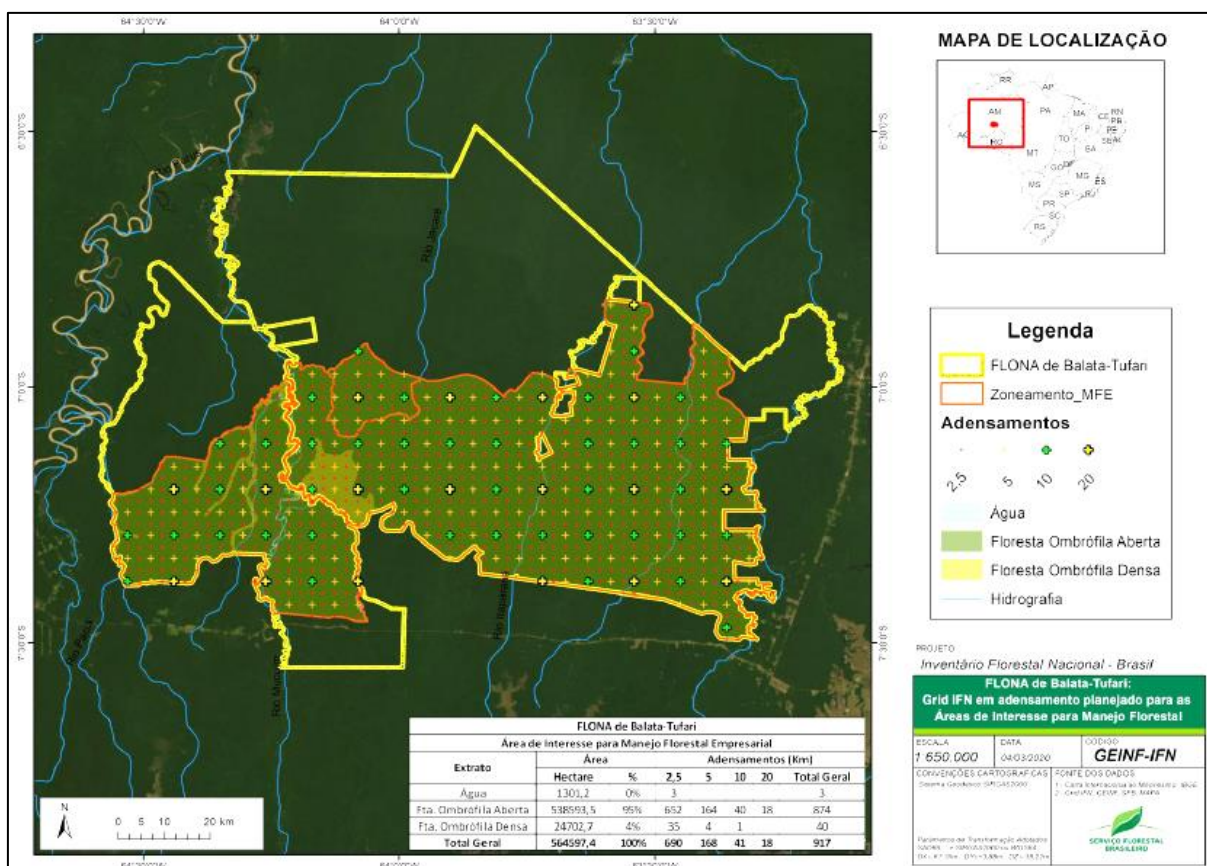 64°30'0"W 64°0'0"W 63°30'0"W
6°30'0"S
7°0'0"S
7°30'0"S
Rio Jacaré
Rio Mucuim
N
0 10 20 km
FLONA de Balata-Tufari
Área de Interesse para Manejo Florestal Empresarial
Extrato Área Adensamentos (Km)
Hectare % 2,5 5 10 20 Total Geral
Água 1301,2 0% 3 3
Fta. Ombrófila Aberta 538593,5 95% 652 164 40 18 874
Fta. Ombrófila Densa 24702,7 4% 35 4 1 40
Total Geral 564597,4 100% 690 168 41 18 917
MAPA DE LOCALIZAÇÃO
RR
AP
AM
PA
MA
RN
AC
RO
TO
MT
GO
DF
MG
ES
MS
SP
RJ
PR
SC
RS
Legenda
FLONA de Balata-Tufari
Zoneamento_MFE
Adensamentos
2,5 5 10 20
Água
Floresta Ombrófila Aberta
Floresta Ombrófila Densa
Hidrografia
PROJETO
Inventário Florestal Nacional - Brasil
FLONA de Balata-Tufari:
Grid IFN em adensamento planejado para as
Áreas de Interesse para Manejo Florestal
ESCALA DATA CÓDIGO
1 650.000 04/03/2020 GEINF-IFN
CONVENÇÕES CARTOGRAFICAS FONTE DOS DADOS
SERVIÇO FLORESTAL
BRASILEIRO